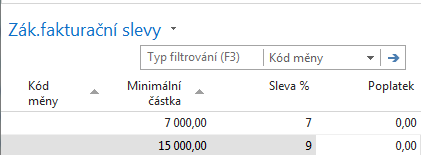 Zák.fakturační slevy
Typ filtrování (F3) Kód měny
Kód měny Minimální částka Sleva % Poplatek
7 000,00 7 0,00
15 000,00 9 0,00